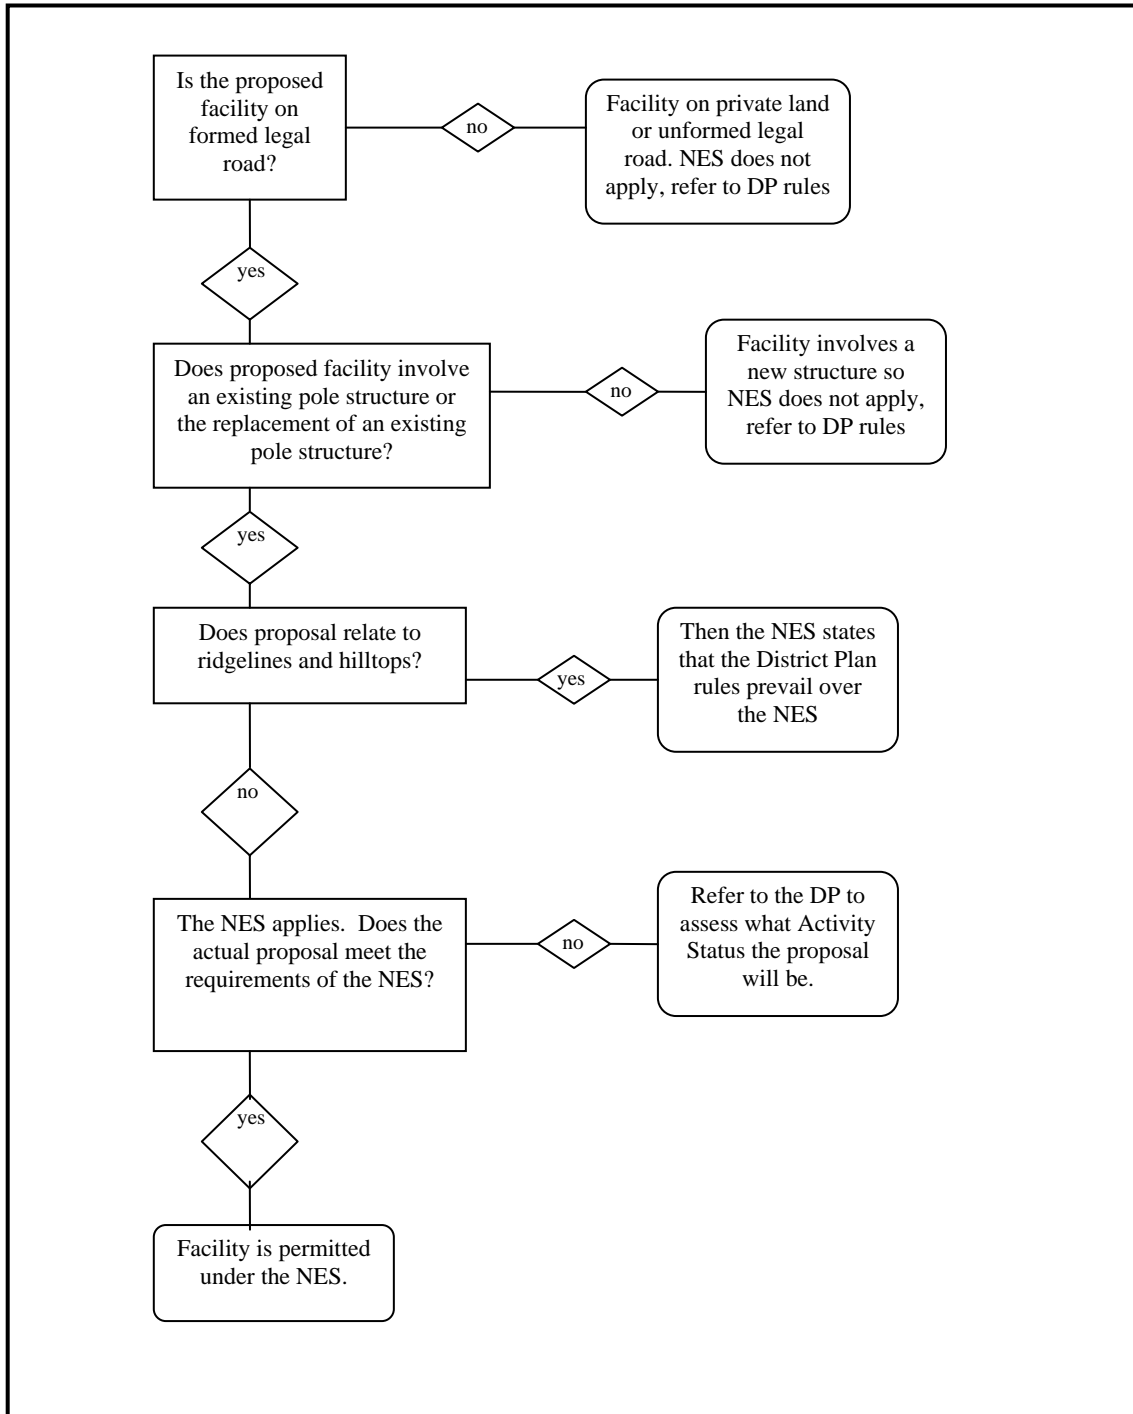 Is the proposed
facility on
formed legal
road?
no
Facility on private land
or unformed legal
road. NES does not
apply, refer to DP rules
yes
Does proposed facility involve
an existing pole structure or
the replacement of an existing
pole structure?
no
Facility involves a
new structure so
NES does not apply,
refer to DP rules
yes
Does proposal relate to
ridgelines and hilltops?
yes
Then the NES states
that the District Plan
rules prevail over
the NES
no
The NES applies.  Does the
actual proposal meet the
requirements of the NES?
no
Refer to the DP to
assess what Activity
Status the proposal
will be.
yes
Facility is permitted
under the NES.